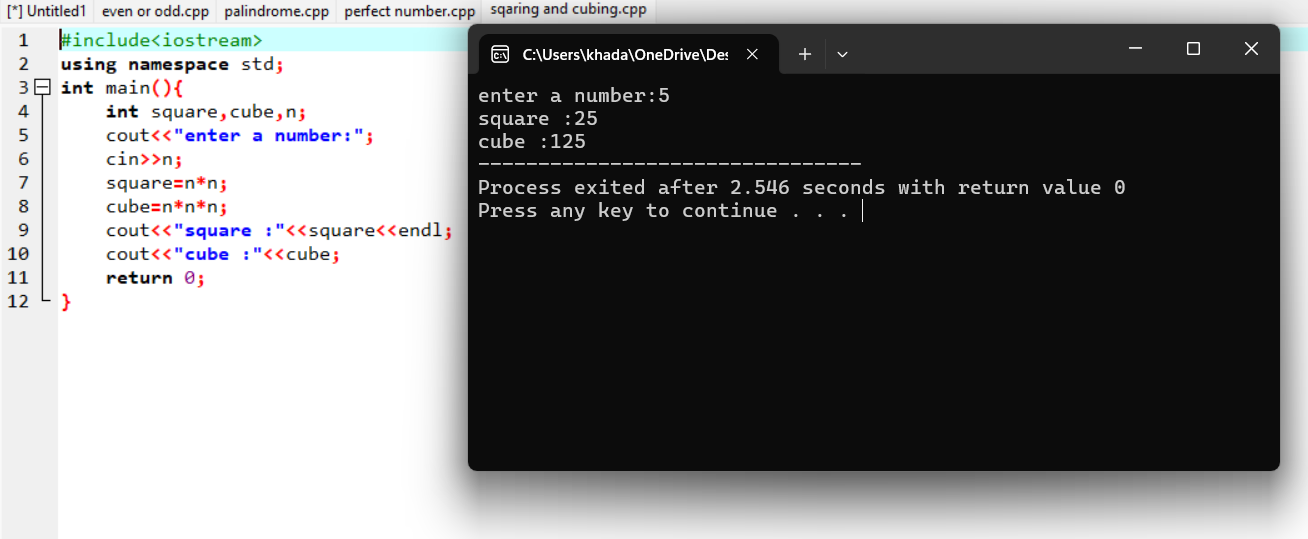 [*] Untitled1 even or odd.cpp palindrome.cpp perfect number.cpp sqaring and cubing.cpp
1 #include<iostream>
2 using namespace std;
3 int main(){
4 int square,cube,n;
5 cout<<"enter a number:";
6 cin>>n;
7 square=n*n;
8 cube=n*n*n;
9 cout<<"square :"<<square<<endl;
10 cout<<"cube :"<<cube;
11 return 0;
12 }
C:\Users\khada\OneDrive\Des
enter a number:5
square :25
cube :125
--------------------------------
Process exited after 2.546 seconds with return value 0
Press any key to continue . . .